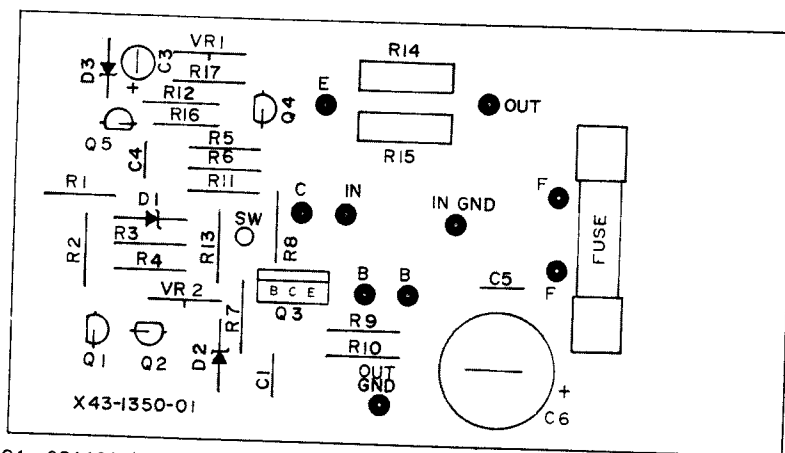 VR1
D3
+
C3
R17
R12
R16
Q5
Q4
R14
E
OUT
R15
C4
R5
R6
R11
R1
D1
R2
R3
R4
R13
SW
R8
C
IN
IN GND
F
F
FUSE
VR2
B C E
Q3
B
B
C5
R7
R9
R10
Q1
Q2
D2
C1
OUT
GND
+
C6
X43-1350-01